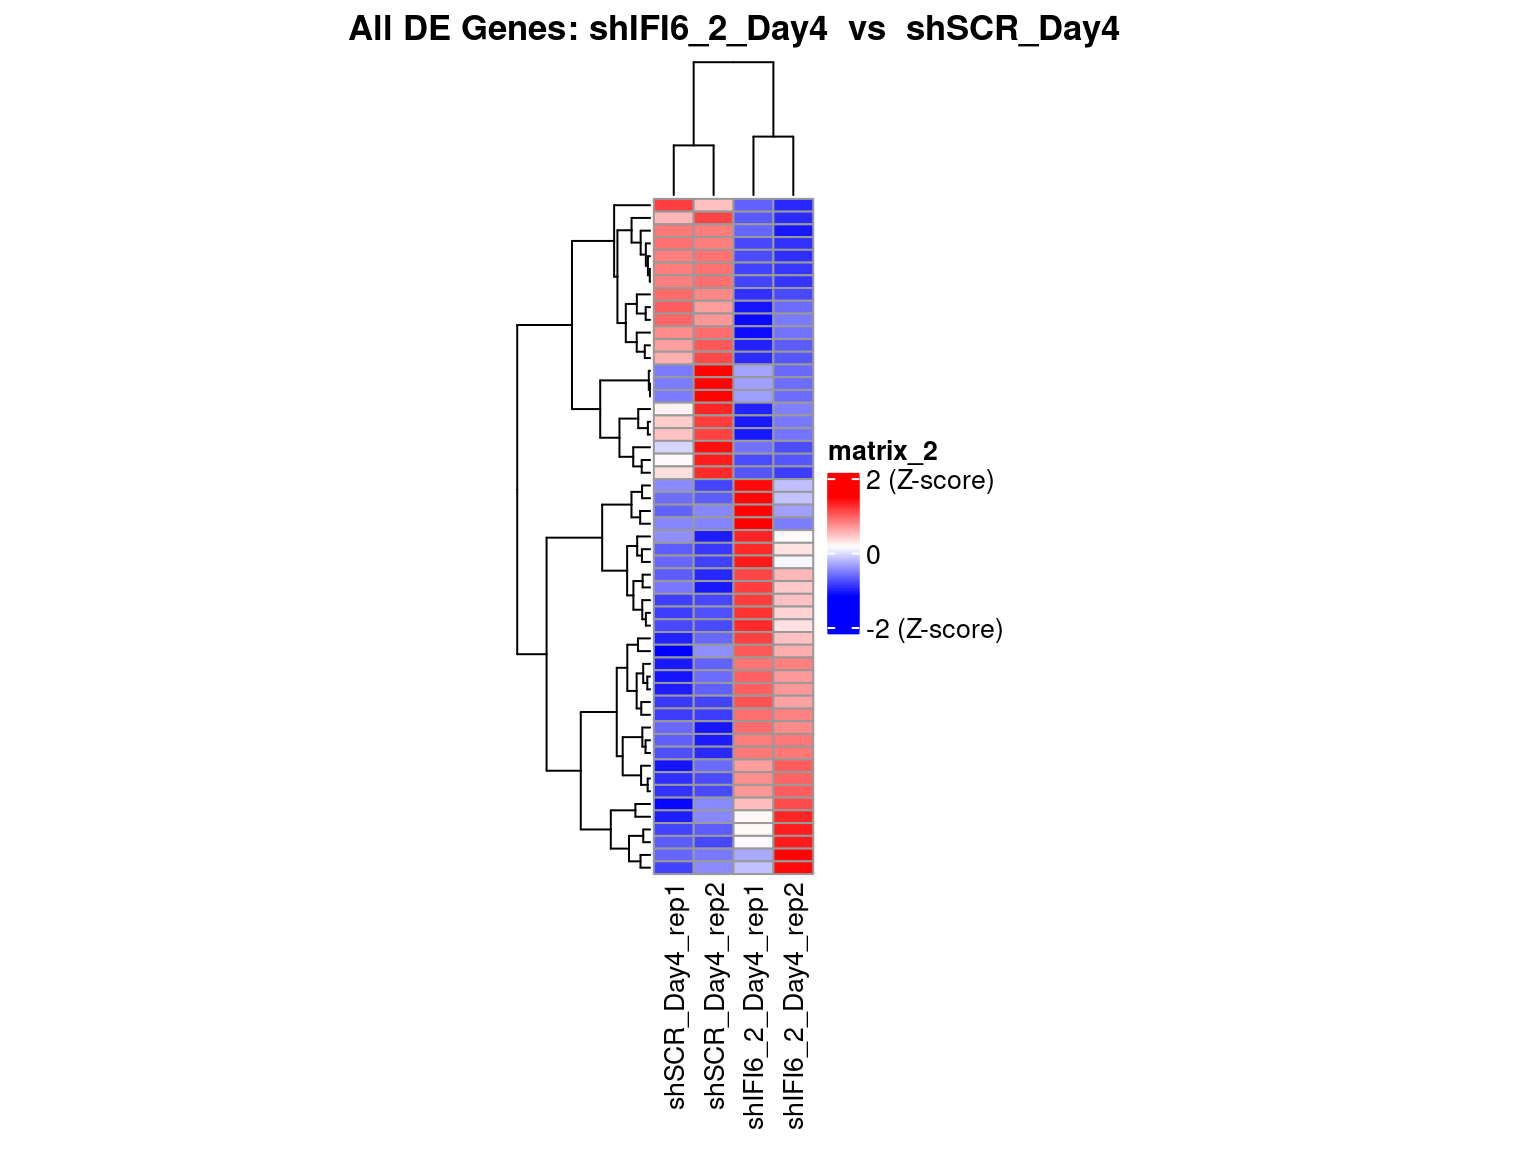 All DE Genes: shIFI6_2_Day4  vs  shSCR_Day4
matrix_2
2 (Z-score)
0
-2 (Z-score)
shSCR_Day4_rep1
shSCR_Day4_rep2
shIFI6_2_Day4_rep1
shIFI6_2_Day4_rep2